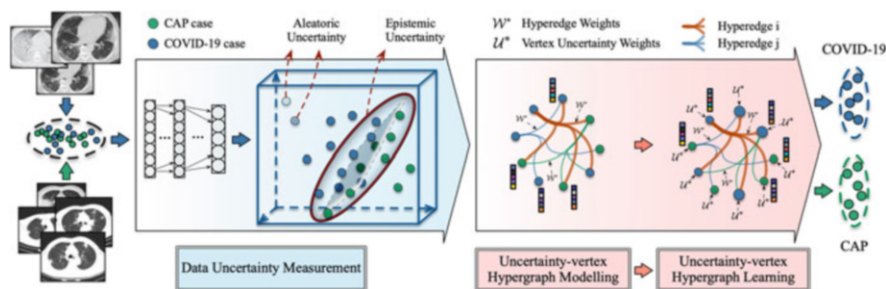 CAP case
COVID-19 case
Aleatoric
Uncertainty
Epistemic
Uncertainty
𝒲* Hyperedge Weights
𝒰* Vertex Uncertainty Weights
Hyperedge i
Hyperedge j
COVID-19
CAP
𝒲*
𝒲*
𝒰*
𝒰*
𝒰*
𝒰*
𝒰*
𝒰*
𝒰*
𝒰*
𝒰*
𝒲*
𝒲*
Data Uncertainty Measurement
Uncertainty-vertex
Hypergraph Modelling
Uncertainty-vertex
Hypergraph Learning